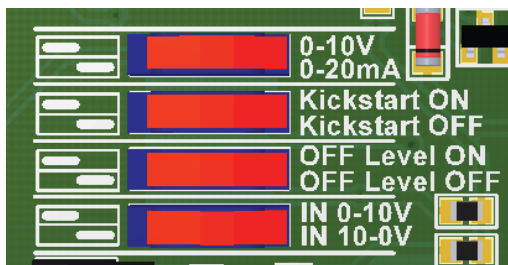 0-10V
0-20mA
Kickstart ON
Kickstart OFF
OFF Level ON
OFF Level OFF
IN 0-10V
IN 10-0V